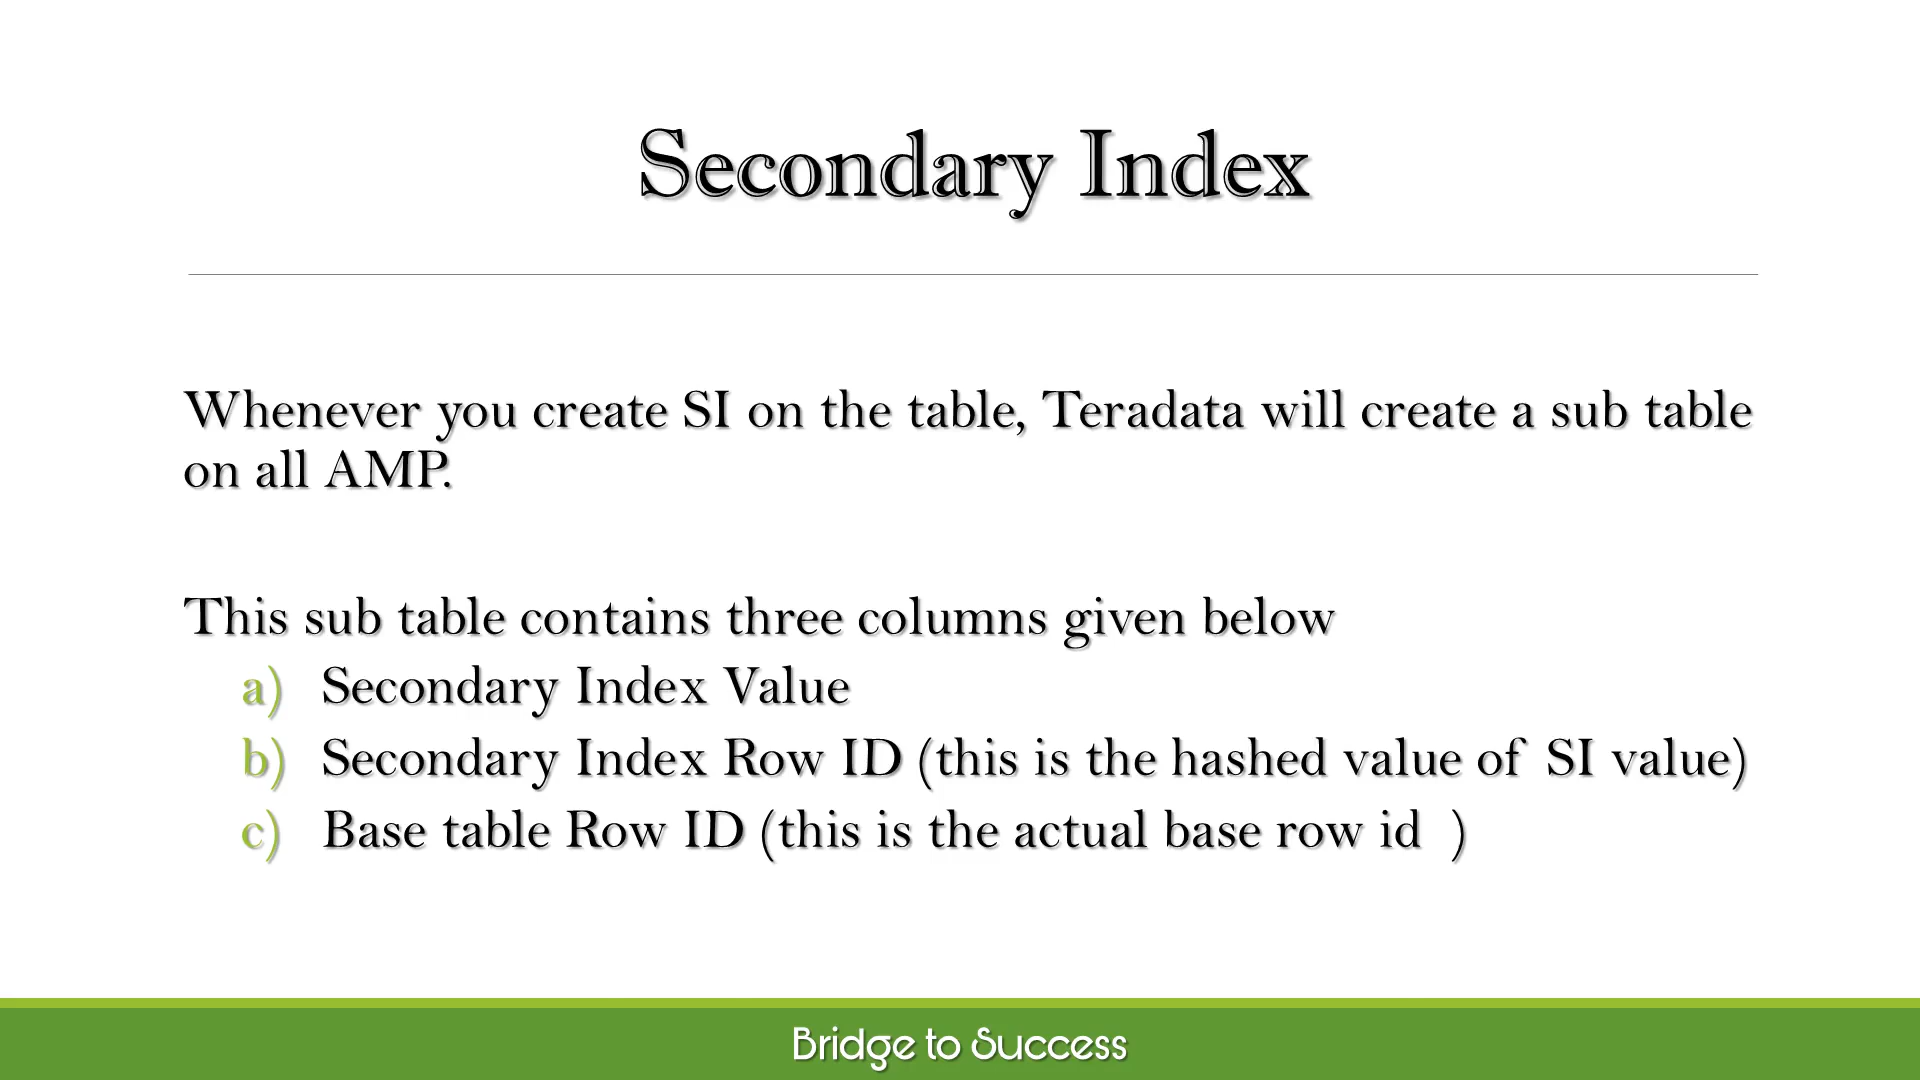 Secondary Index
Whenever you create SI on the table, Teradata will create a sub table
on all AMP.
This sub table contains three columns given below
a) Secondary Index Value
b) Secondary Index Row ID (this is the hashed value of SI value)
c) Base table Row ID (this is the actual base row id )
Bridge to Success